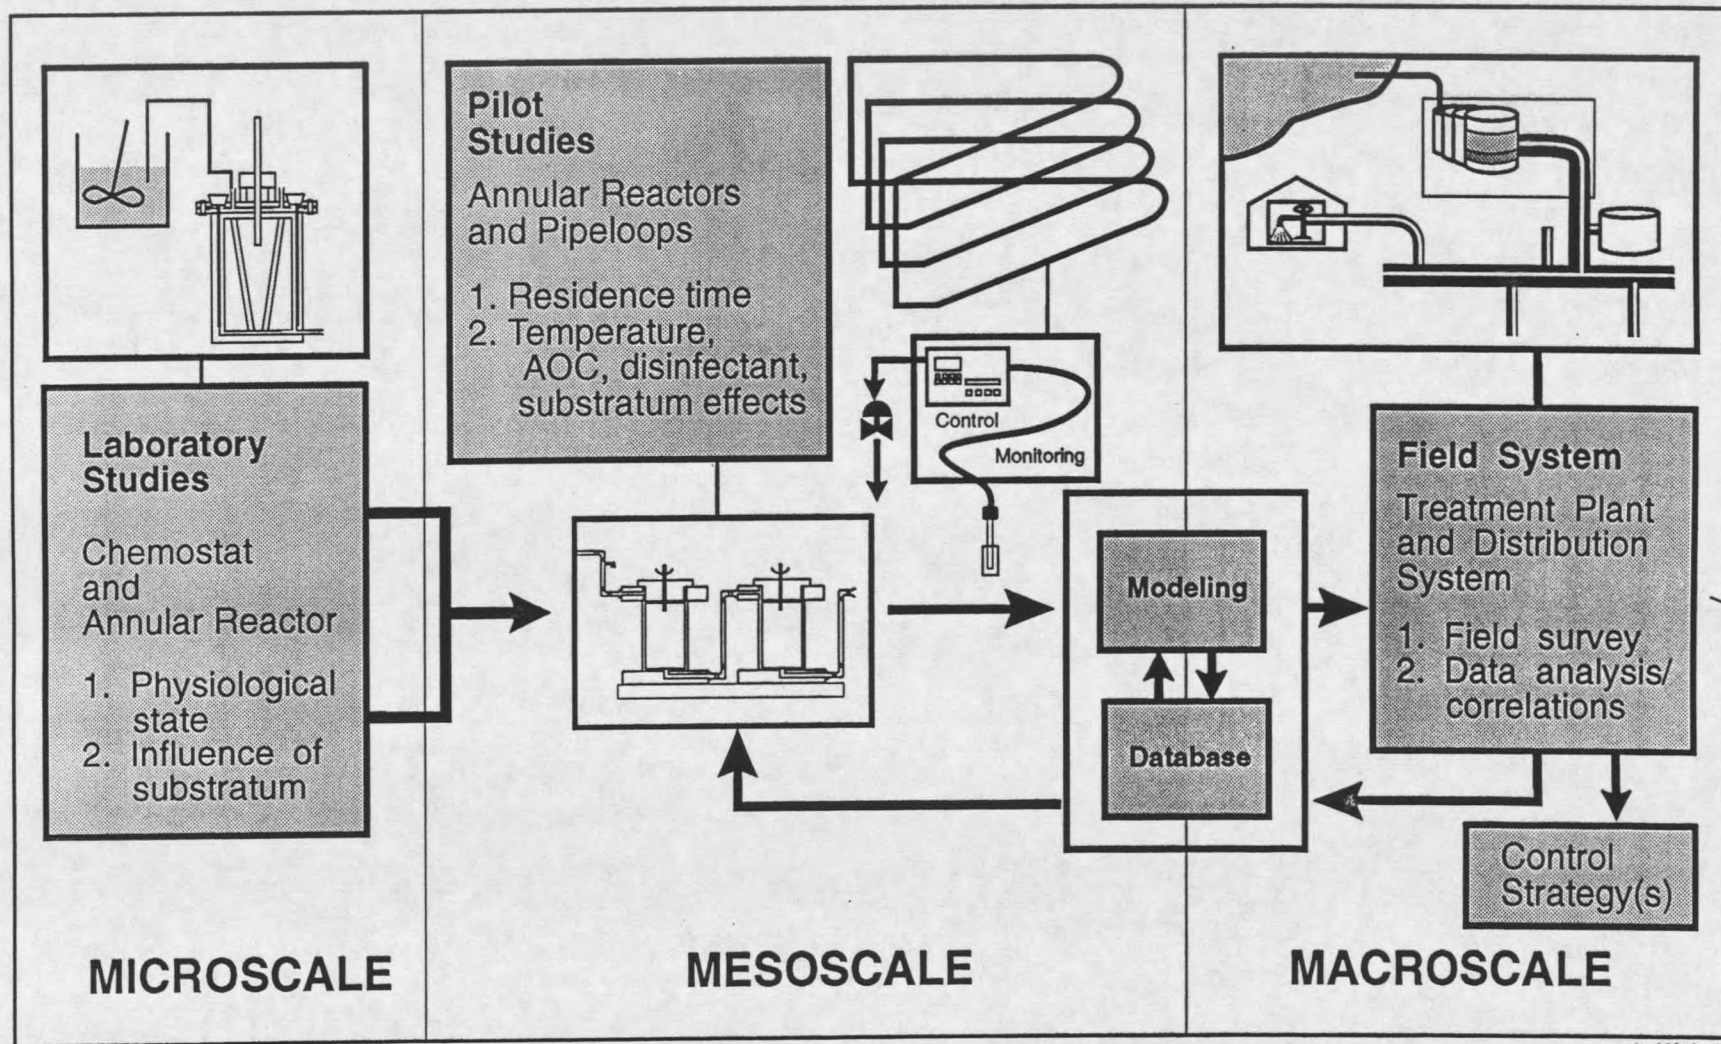 Laboratory
Studies
Chemostat
and
Annular Reactor
1. Physiological
state
2. Influence of
substratum
MICROSCALE
Pilot
Studies
Annular Reactors
and Pipeloops
1. Residence time
2. Temperature,
AOC, disinfectant,
substratum effects
Control
Monitoring
Modeling
Database
MESOSCALE
Field System
Treatment Plant
and Distribution
System
1. Field survey
2. Data analysis/
correlations
Control
Strategy(s)
MACROSCALE